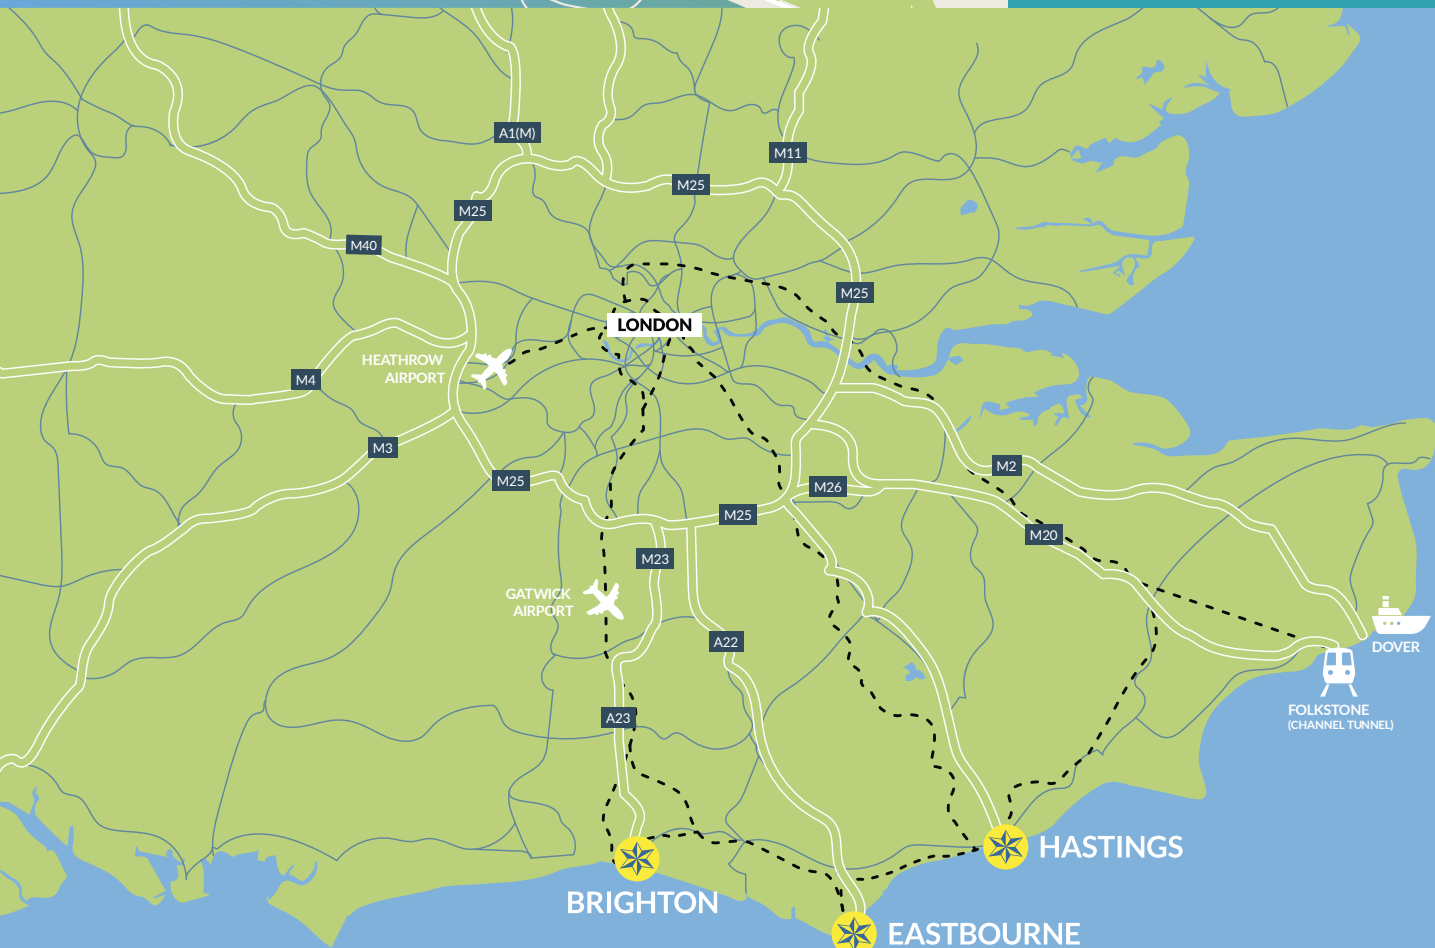 A1(M)
M11
M25
M25
M40
M25
LONDON
HEATHROW
AIRPORT
M4
M3
M2
M25
M26
M25
M20
M23
GATWICK
AIRPORT
A22
DOVER
FOLKSTONE
(CHANNEL TUNNEL)
A23
HASTINGS
BRIGHTON
EASTBOURNE